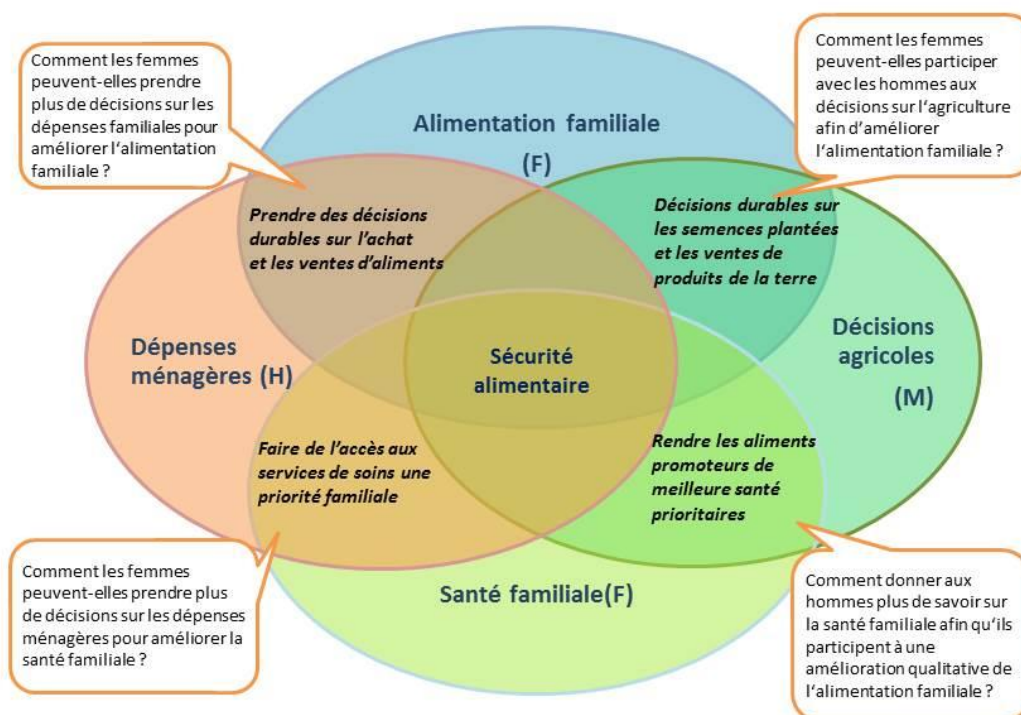 Comment les femmes
peuvent-elles prendre
plus de décisions sur les
dépenses familiales pour
améliorer l‘alimentation
familiale ?
Comment les femmes
peuvent-elles participer
avec les hommes aux
décisions sur l‘agriculture
afin d’améliorer
l‘alimentation familiale ?
Alimentation familiale
(F)
Prendre des décisions
durables sur l’achat
et les ventes d’aliments
Décisions durables sur
les semences plantées
et les ventes de
produits de la terre
Dépenses
ménagères (H)
Sécurité
alimentaire
Décisions
agricoles
(M)
Faire de l’accès aux
services de soins une
priorité familiale
Rendre les aliments
promoteurs de
meilleure santé
prioritaires
Santé familiale(F)
Comment les femmes
peuvent-elles prendre plus
de décisions sur les dépenses
ménagères pour améliorer la
santé familiale ?
Comment donner aux
hommes plus de savoir sur
la santé familiale afin qu‘ils
participent à une
amélioration qualitative de
l‘alimentation familiale ?